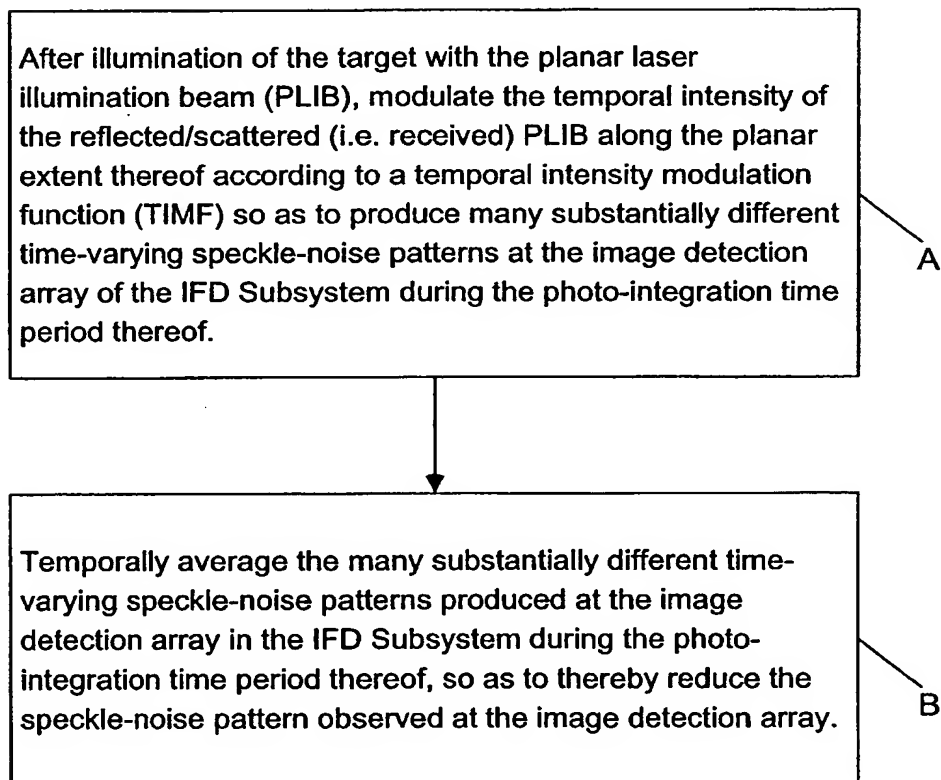 After illumination of the target with the planar laser
illumination beam (PLIB), modulate the temporal intensity of
the reflected/scattered (i.e. received) PLIB along the planar
extent thereof according to a temporal intensity modulation
function (TIMF) so as to produce many substantially different
time-varying speckle-noise patterns at the image detection
array of the IFD Subsystem during the photo-integration time
period thereof.
A
Temporally average the many substantially different time-
varying speckle-noise patterns produced at the image
detection array in the IFD Subsystem during the photo-
integration time period thereof, so as to thereby reduce the
speckle-noise pattern observed at the image detection array.
B